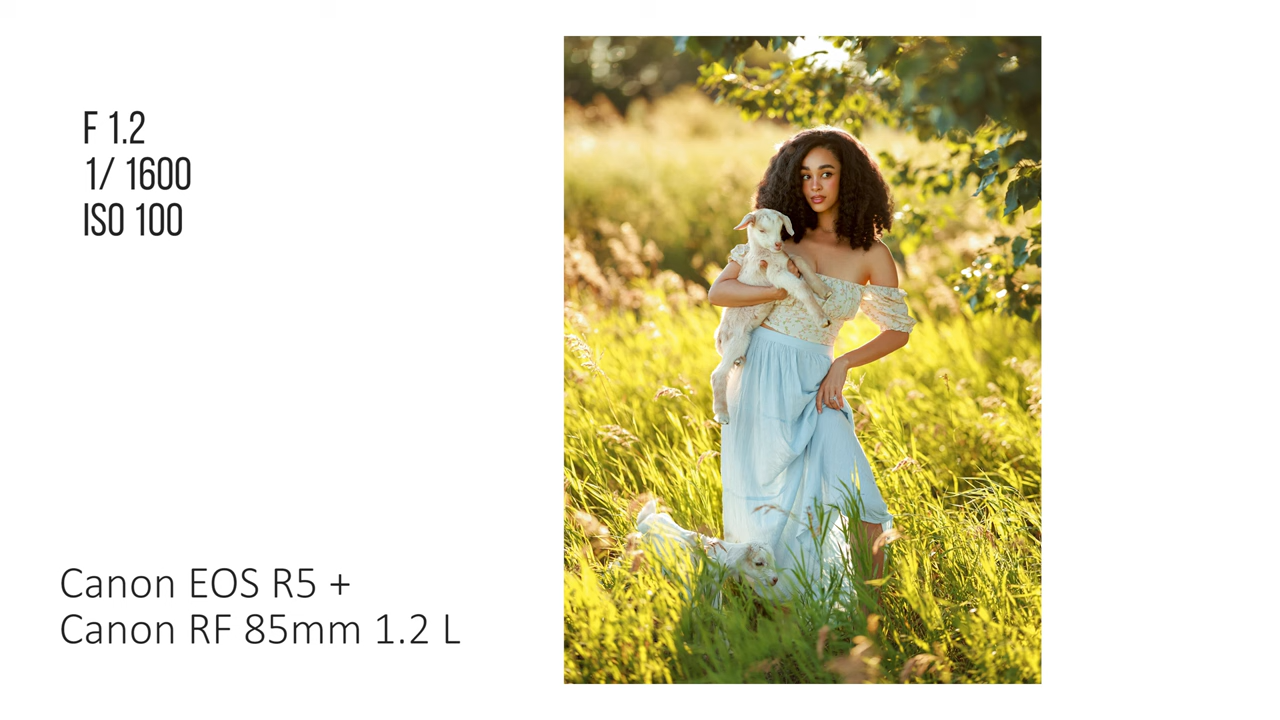 F 1.2
1/ 1600
ISO 100
Canon EOS R5 +
Canon RF 85mm 1.2 L